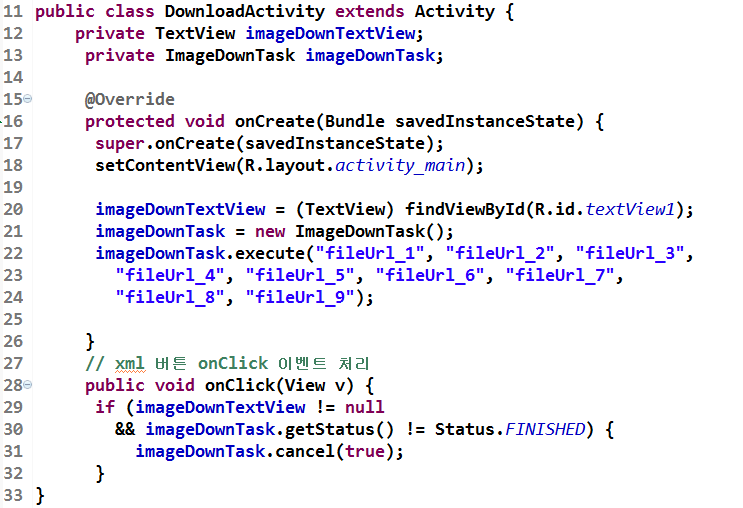 11 public class DownloadActivity extends Activity {
12     private TextView imageDownTextView;
13      private ImageDownTask imageDownTask;
14
15      @Override
16      protected void onCreate(Bundle savedInstanceState) {
17       super.onCreate(savedInstanceState);
18       setContentView(R.layout.activity_main);
19
20       imageDownTextView = (TextView) findViewById(R.id.textView1);
21       imageDownTask = new ImageDownTask();
22       imageDownTask.execute("fileUrl_1", "fileUrl_2", "fileUrl_3",
23         "fileUrl_4", "fileUrl_5", "fileUrl_6", "fileUrl_7",
24         "fileUrl_8", "fileUrl_9");
25
26      }
27      // xml 버튼 onClick 이벤트 처리
28      public void onClick(View v) {
29       if (imageDownTextView != null
30         && imageDownTask.getStatus() != Status.FINISHED) {
31           imageDownTask.cancel(true);
32       }
33 }